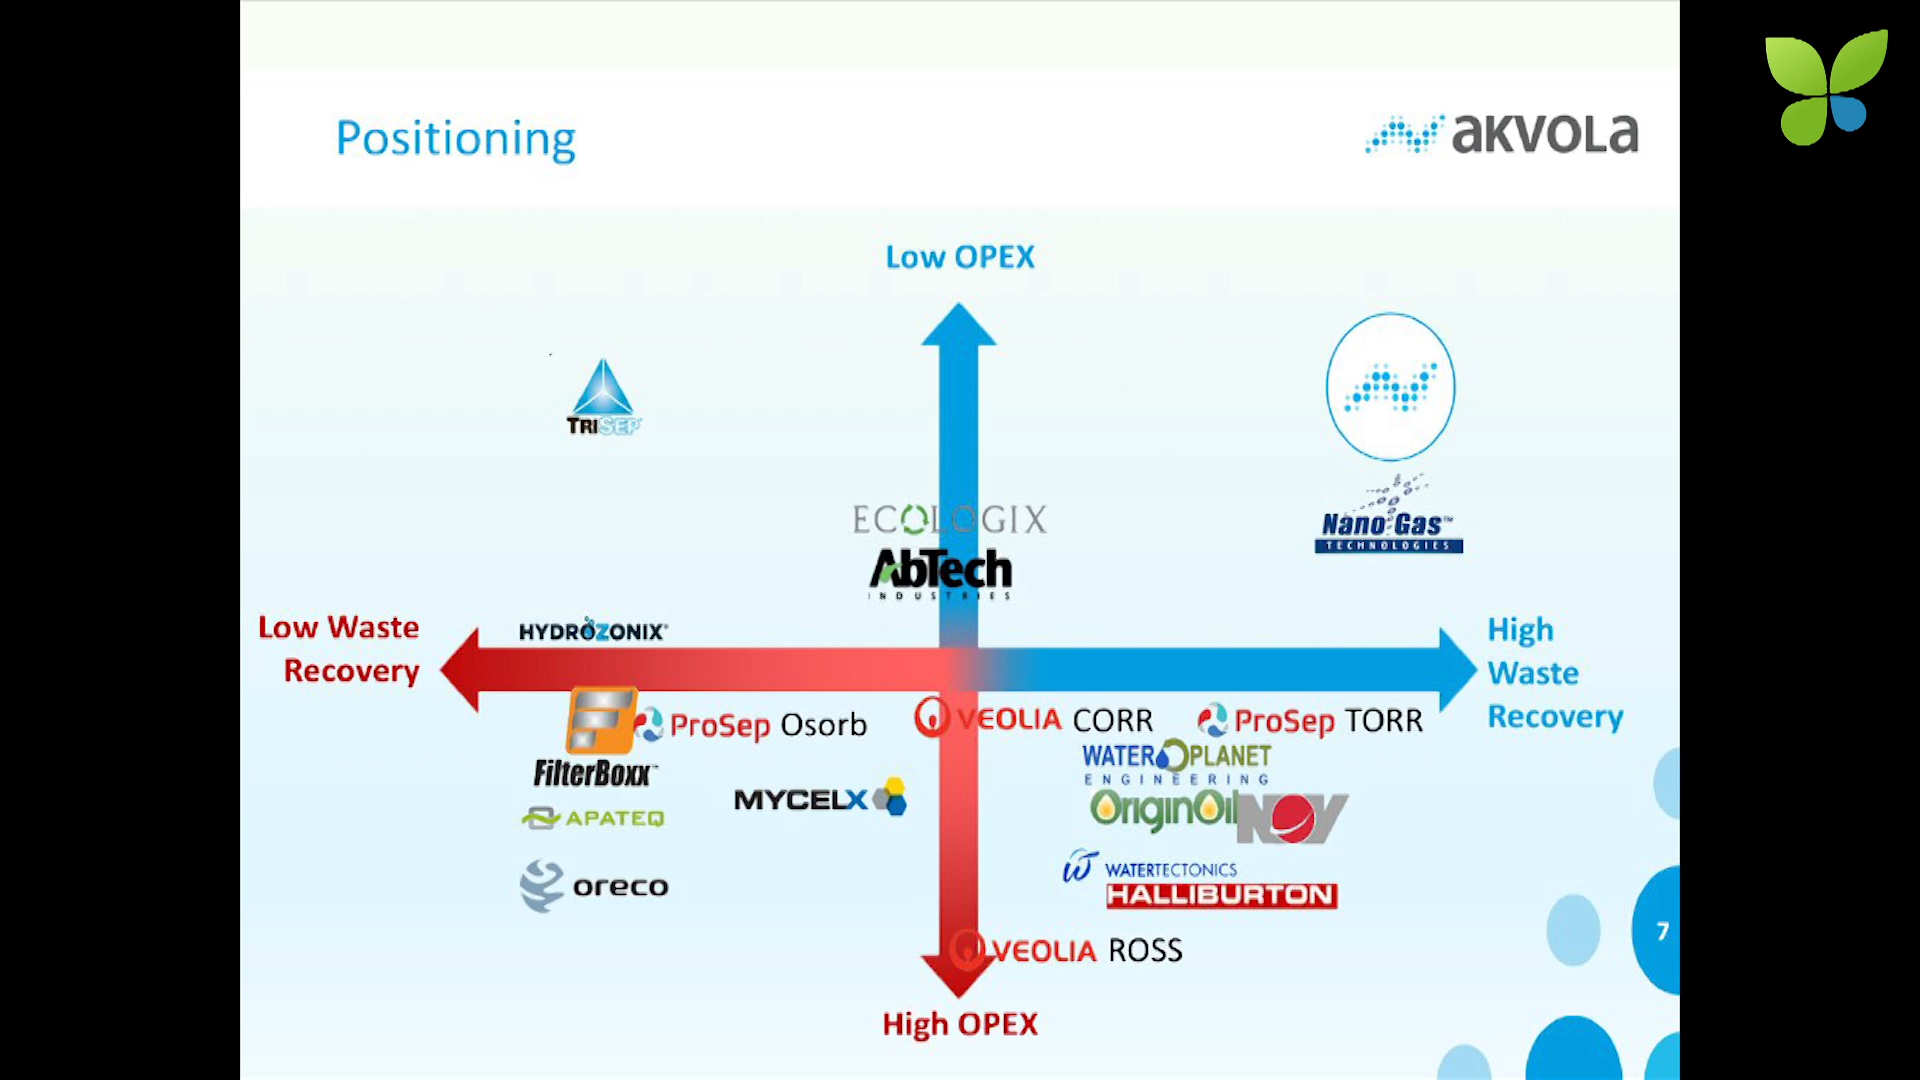 Positioning
aKVOLa
Low OPEX
TRISEP
ECOLOGIX
AbTech
INDUSTRIES
Nano Gas™
TECHNOLOGIES
Low Waste
Recovery
HYDROZONIX®
High
Waste
Recovery
ProSep Osorb
VEOLIA CORR
ProSep TORR
FilterBoxx™
WATER PLANET
ENGINEERING
MYCELX
OriginOil
NOV
APATEQ
WATERTECTONICS
HALLIBURTON
oreco
VEOLIA ROSS
7
High OPEX